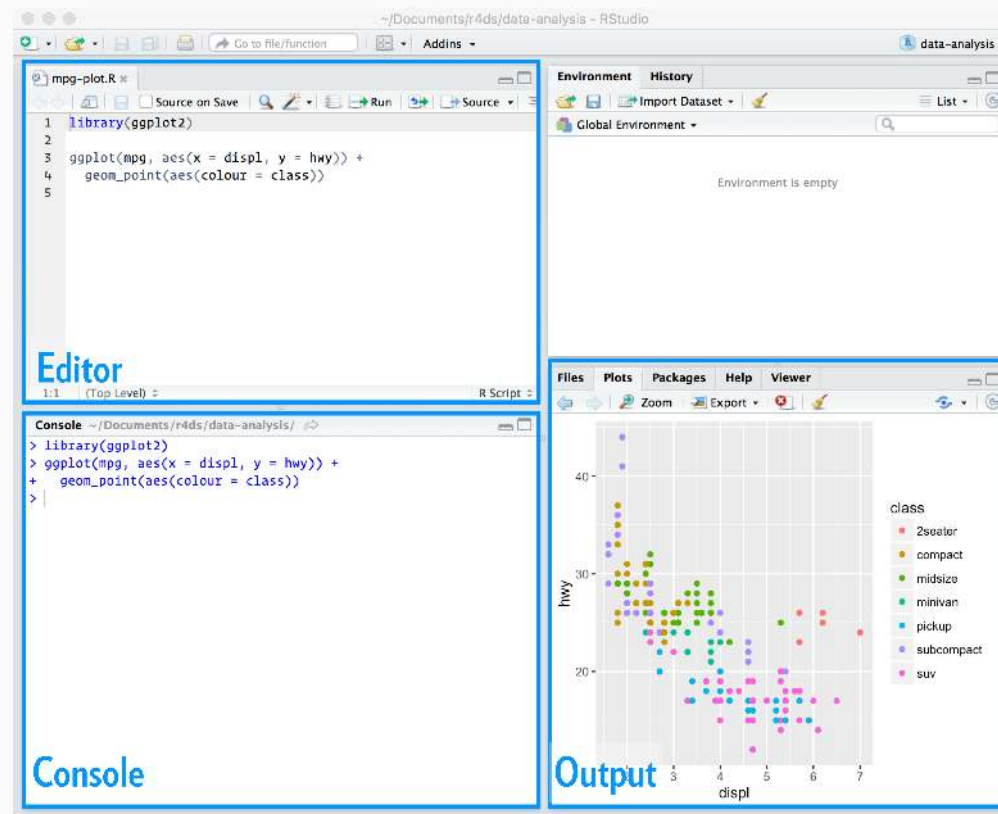 ~/Documents/r4ds/data-analysis - RStudio
Go to file/function
Addins
data-analysis
mpg-plot.R
Source on Save
Run
Source
1 library(ggplot2)
2
3 ggplot(mpg, aes(x = displ, y = hwy)) +
4 geom_point(aes(colour = class))
5
Editor
1:1 (Top Level)
R Script
Console ~/Documents/r4ds/data-analysis/
> library(ggplot2)
> ggplot(mpg, aes(x = displ, y = hwy)) +
+ geom_point(aes(colour = class))
>
Console
Environment History
Import Dataset
List
Global Environment
Environment is empty
Files Plots Packages Help Viewer
Zoom Export
40
30
20
hwy
class
2seater
compact
midsize
minivan
pickup
subcompact
suv
Output
3 4 5 6 7
displ